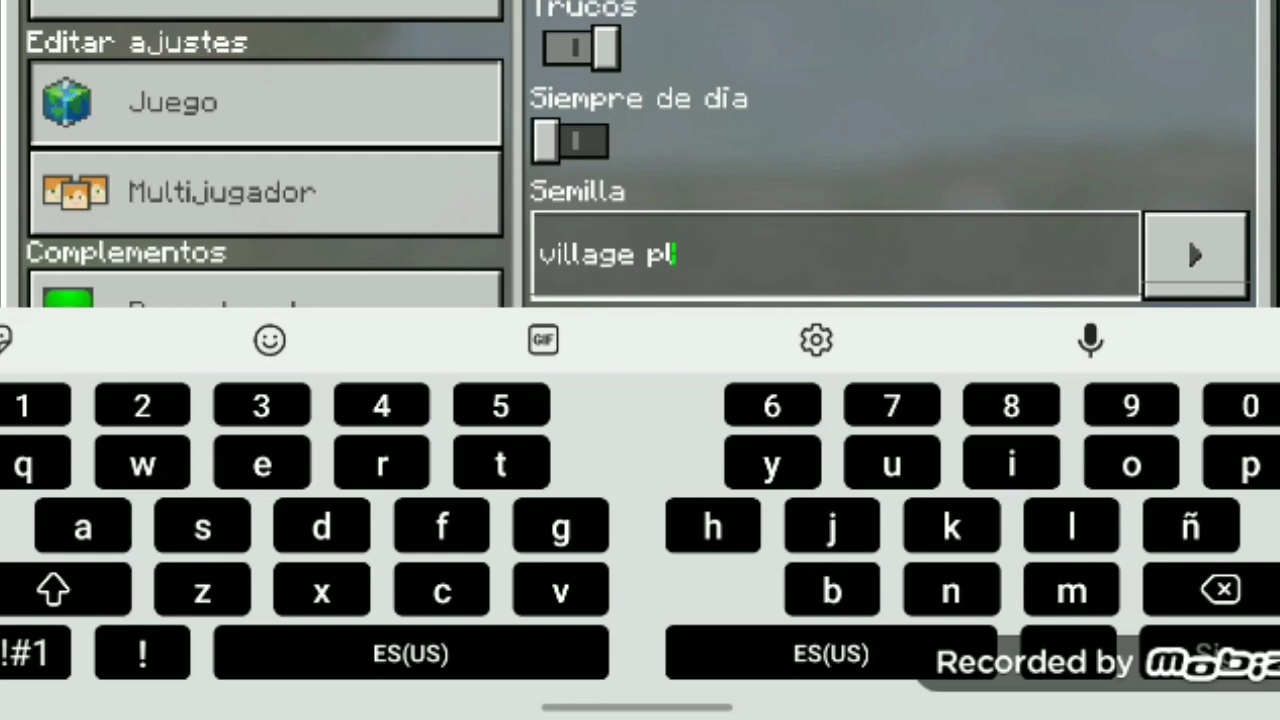 Trucos
Editar ajustes
Juego
Siempre de día
Multijugador
Semilla
village pl
Complementos
GIF
1 2 3 4 5 6 7 8 9 0
q w e r t y u i o p
a s d f g h j k l ñ
z x c v b n m
!#1 ! ES(US) ES(US)
Recorded by